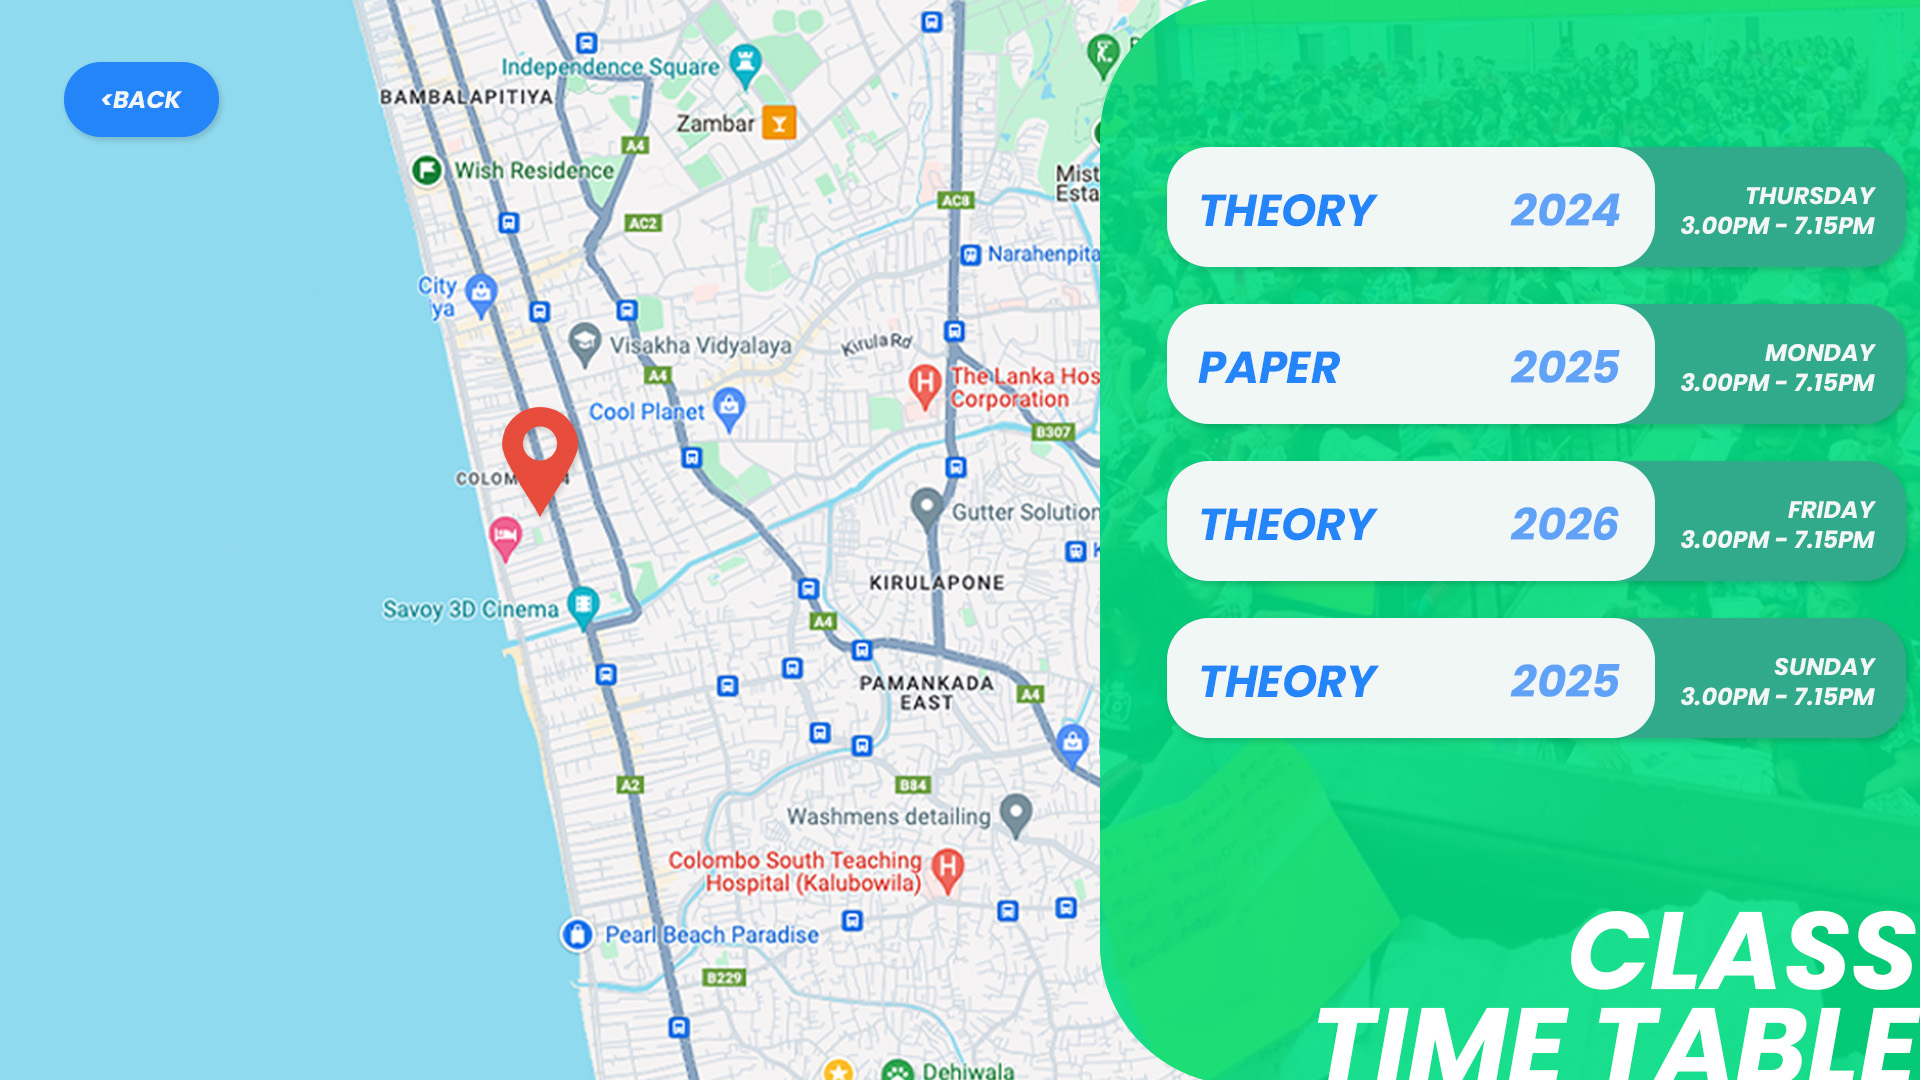 <BACK
Independence Square
BAMBALAPITIYA
Zambar
A4
Wish Residence
Mist
Esta
AC8
AC2
Narahenpita
City
iya
Visakha Vidyalaya
Kirula Rd
A4
The Lanka Hos
Corporation
Cool Planet
B307
COLOM
4
Gutter Solution
K
KIRULAPONE
Savoy 3D Cinema
A4
PAMANKADA
EAST
A4
A2
B84
Washmens detailing
Colombo South Teaching
Hospital (Kalubowila)
Pearl Beach Paradise
B229
Dehiwala
THEORY 2024
THURSDAY
3.00PM - 7.15PM
PAPER 2025
MONDAY
3.00PM - 7.15PM
THEORY 2026
FRIDAY
3.00PM - 7.15PM
THEORY 2025
SUNDAY
3.00PM - 7.15PM
CLASS
TIME TABLE